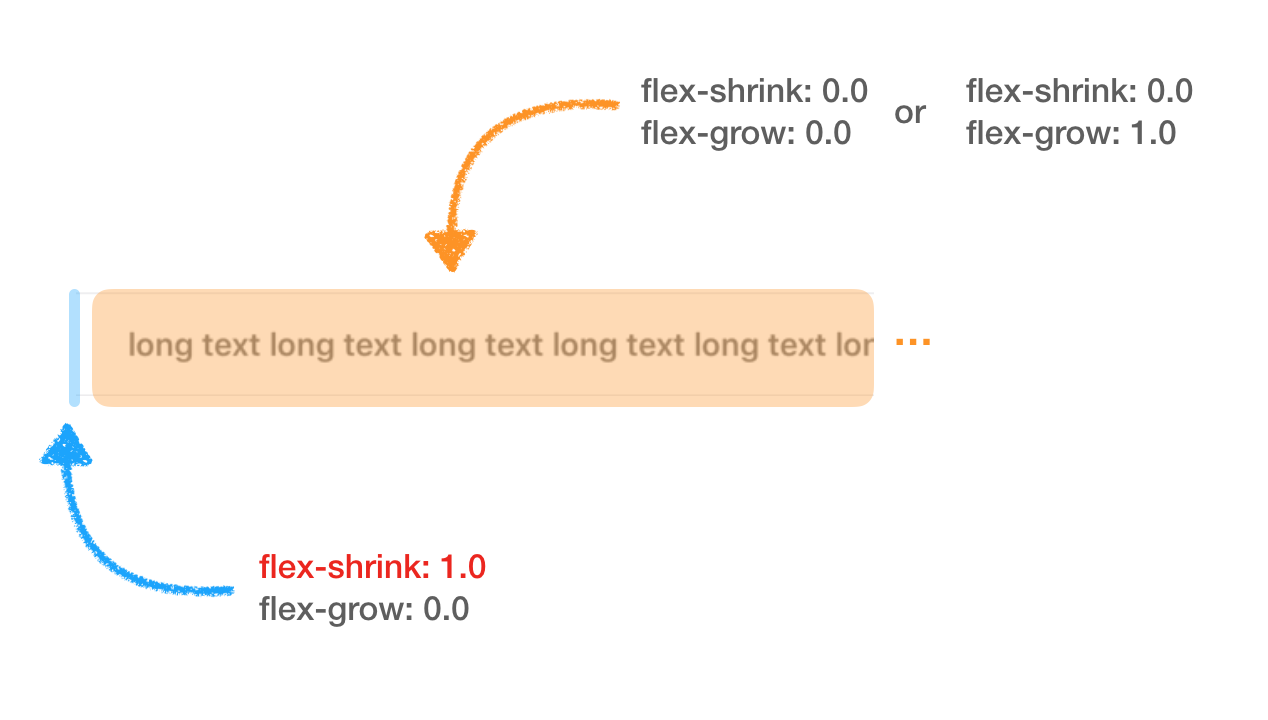 flex-shrink: 0.0
flex-grow: 0.0
or
flex-shrink: 0.0
flex-grow: 1.0
long text long text long text long text long text lor
...
flex-shrink: 1.0
flex-grow: 0.0